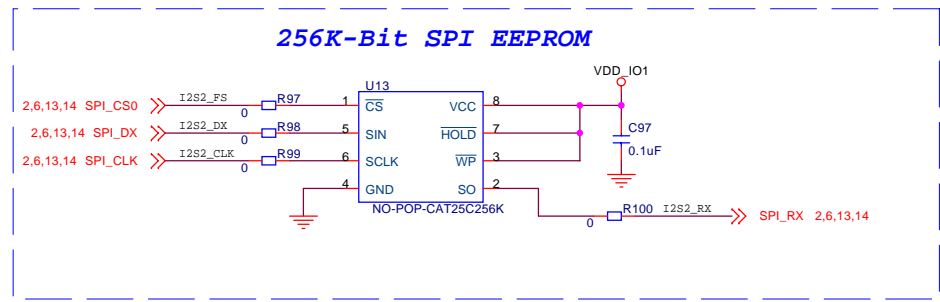 256K-Bit SPI EEPROM
VDD_IO1
U13
2,6,13,14 SPI_CS0 I2S2_FS 0 R97 1 CS VCC 8
2,6,13,14 SPI_DX I2S2_DX 0 R98 5 SIN HOLD 7
C97
0.1uF
2,6,13,14 SPI_CLK I2S2_CLK 0 R99 6 SCLK WP 3
4 GND SO 2
NO-POP-CAT25C256K
0 R100 I2S2_RX SPI_RX 2,6,13,14